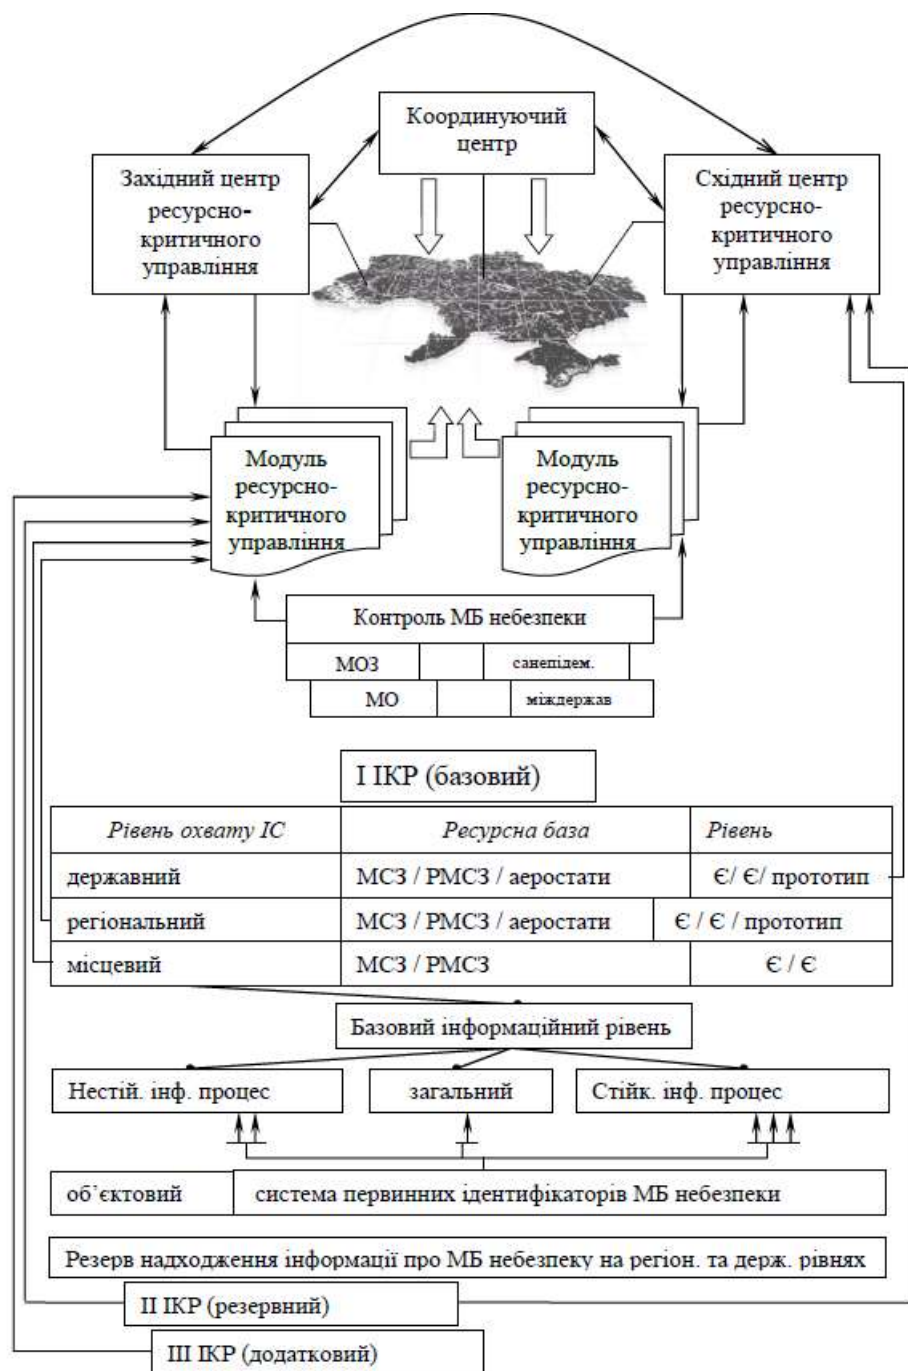 Координуючий
центр
Західний центр
ресурсно-
критичного
управління
Східний центр
ресурсно-
критичного
управління
Модуль
ресурсно-
критичного
управління
Модуль
ресурсно-
критичного
управління
Контроль МБ небезпеки
МОЗ санепідем.
МО міждержав
І ІКР (базовий)
Рівень охвату ІС Ресурсна база Рівень
державний МСЗ / РМСЗ / аеростати Є/ Є/ прототип
регіональний МСЗ / РМСЗ / аеростати Є / Є / прототип
місцевий МСЗ / РМСЗ Є / Є
Базовий інформаційний рівень
Нестій. інф. процес загальний Стійк. інф. процес
об’єктовий система первинних ідентифікаторів МБ небезпеки
Резерв надходження інформації про МБ небезпеку на регіон. та держ. рівнях
ІІ ІКР (резервний)
ІІІ ІКР (додатковий)